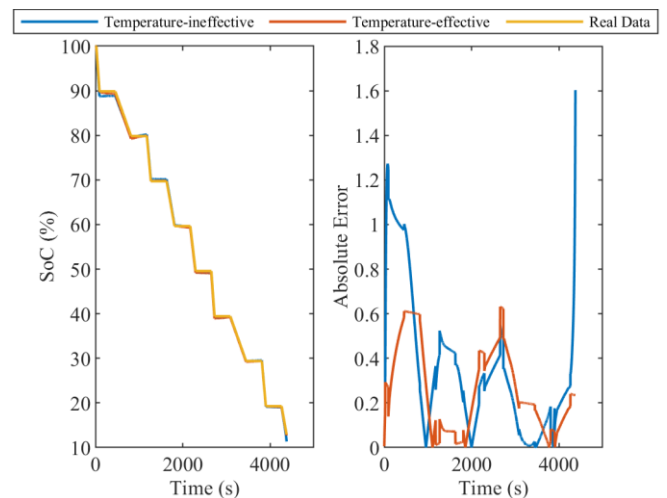 Temperature-ineffective Temperature-effective Real Data
100
90
80
70
60
50
40
30
20
10
SoC (%)
0 2000 4000
Time (s)
1.8
1.6
1.4
1.2
1
0.8
0.6
0.4
0.2
0
Absolute Error
0 2000 4000
Time (s)